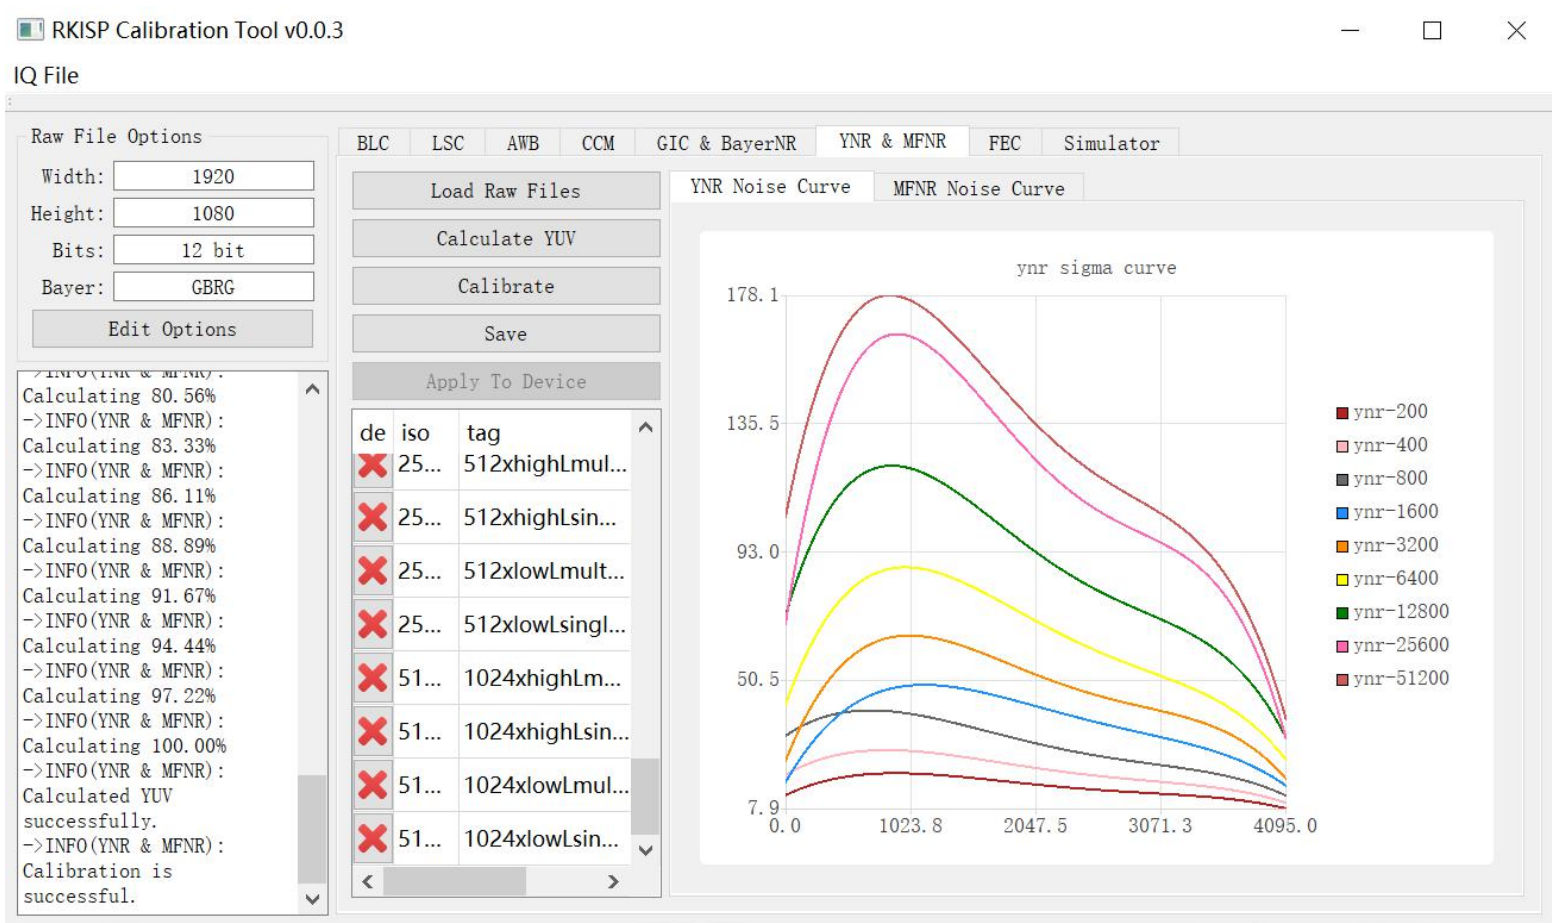 RKISP Calibration Tool v0.0.3
IQ File
Raw File Options
Width: 1920
Height: 1080
Bits: 12 bit
Bayer: GBRG
Edit Options
->INFO(YNR & MFNR):
Calculating 80.56%
->INFO(YNR & MFNR):
Calculating 83.33%
->INFO(YNR & MFNR):
Calculating 86.11%
->INFO(YNR & MFNR):
Calculating 88.89%
->INFO(YNR & MFNR):
Calculating 91.67%
->INFO(YNR & MFNR):
Calculating 94.44%
->INFO(YNR & MFNR):
Calculating 97.22%
->INFO(YNR & MFNR):
Calculating 100.00%
->INFO(YNR & MFNR):
Calculated YUV
successfully.
->INFO(YNR & MFNR):
Calibration is
successful.
BLC LSC AWB CCM GIC & BayerNR YNR & MFNR FEC Simulator
Load Raw Files
Calculate YUV
Calibrate
Save
Apply To Device
de iso tag
25... 512xhighLmul...
25... 512xhighLsin...
25... 512xlowLmult...
25... 512xlowLsingl...
51... 1024xhighLm...
51... 1024xhighLsin...
51... 1024xlowLmul...
51... 1024xlowLsin...
YNR Noise Curve MFNR Noise Curve
ynr sigma curve
178.1
135.5
93.0
50.5
7.9
0.0 1023.8 2047.5 3071.3 4095.0
ynr-200
ynr-400
ynr-800
ynr-1600
ynr-3200
ynr-6400
ynr-12800
ynr-25600
ynr-51200